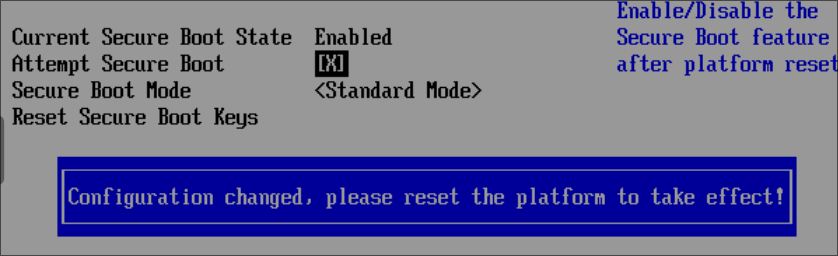 Enable/Disable the
Current Secure Boot State Enabled Secure Boot feature
Attempt Secure Boot [X] after platform reset
Secure Boot Mode <Standard Mode>
Reset Secure Boot Keys
Configuration changed, please reset the platform to take effect!